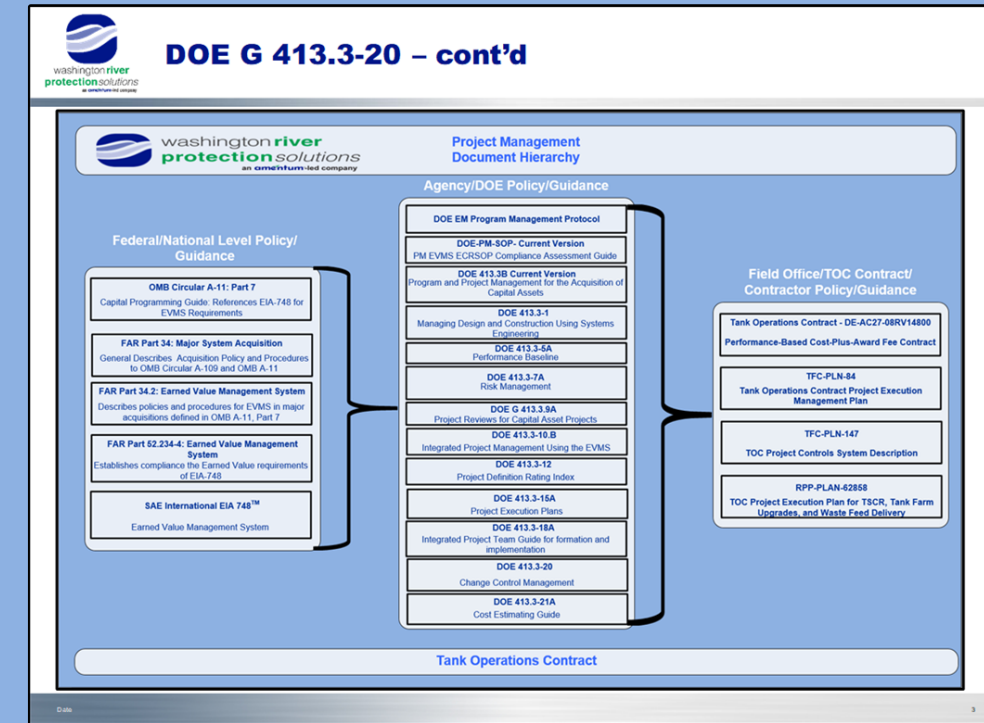 washington river
protection solutions
an amentum-led company
DOE G 413.3-20 – cont’d
washington river
protection solutions
an amentum-led company
Project Management
Document Hierarchy
Federal/National Level Policy/
Guidance
OMB Circular A-11: Part 7
Capital Programming Guide: References EIA-748 for
EVMS Requirements
FAR Part 34: Major System Acquisition
General Describes Acquisition Policy and Procedures
to OMB Circular A-109 and OMB A-11
FAR Part 34.2: Earned Value Management System
Describes policies and procedures for EVMS in major
acquisitions defined in OMB A-11, Part 7
FAR Part 52.234-4: Earned Value Management
System
Establishes compliance the Earned Value requirements
of EIA-748
SAE International EIA 748™
Earned Value Management System
Agency/DOE Policy/Guidance
DOE EM Program Management Protocol
DOE-PM-SOP- Current Version
PM EVMS ECRSOP Compliance Assessment Guide
DOE 413.3B Current Version
Program and Project Management for the Acquisition of
Capital Assets
DOE 413.3-1
Managing Design and Construction Using Systems
Engineering
DOE 413.3-5A
Performance Baseline
DOE 413.3-7A
Risk Management
DOE G 413.3.9A
Project Reviews for Capital Asset Projects
DOE 413.3-10.B
Integrated Project Management Using the EVMS
DOE 413.3-12
Project Definition Rating Index
DOE 413.3-15A
Project Execution Plans
DOE 413.3-18A
Integrated Project Team Guide for formation and
implementation
DOE 413.3-20
Change Control Management
DOE 413.3-21A
Cost Estimating Guide
Field Office/TOC Contract/
Contractor Policy/Guidance
Tank Operations Contract - DE-AC27-08RV14800
Performance-Based Cost-Plus-Award Fee Contract
TFC-PLN-84
Tank Operations Contract Project Execution
Management Plan
TFC-PLN-147
TOC Project Controls System Description
RPP-PLAN-62858
TOC Project Execution Plan for TSCR, Tank Farm
Upgrades, and Waste Feed Delivery
Tank Operations Contract
Date
3